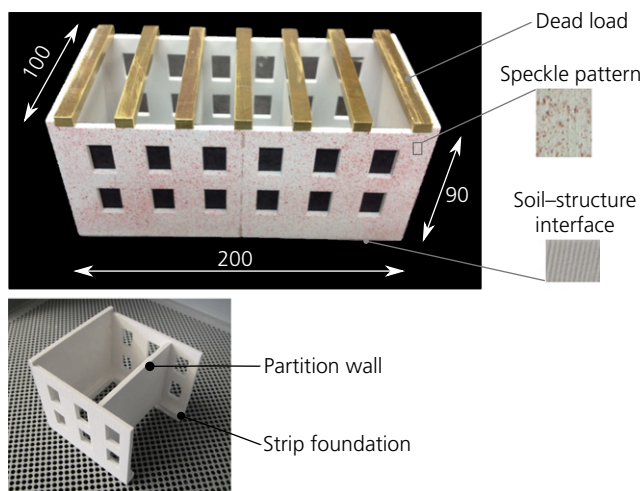 Dead load
100
Speckle pattern
90
Soil–structure
interface
200
Partition wall
Strip foundation